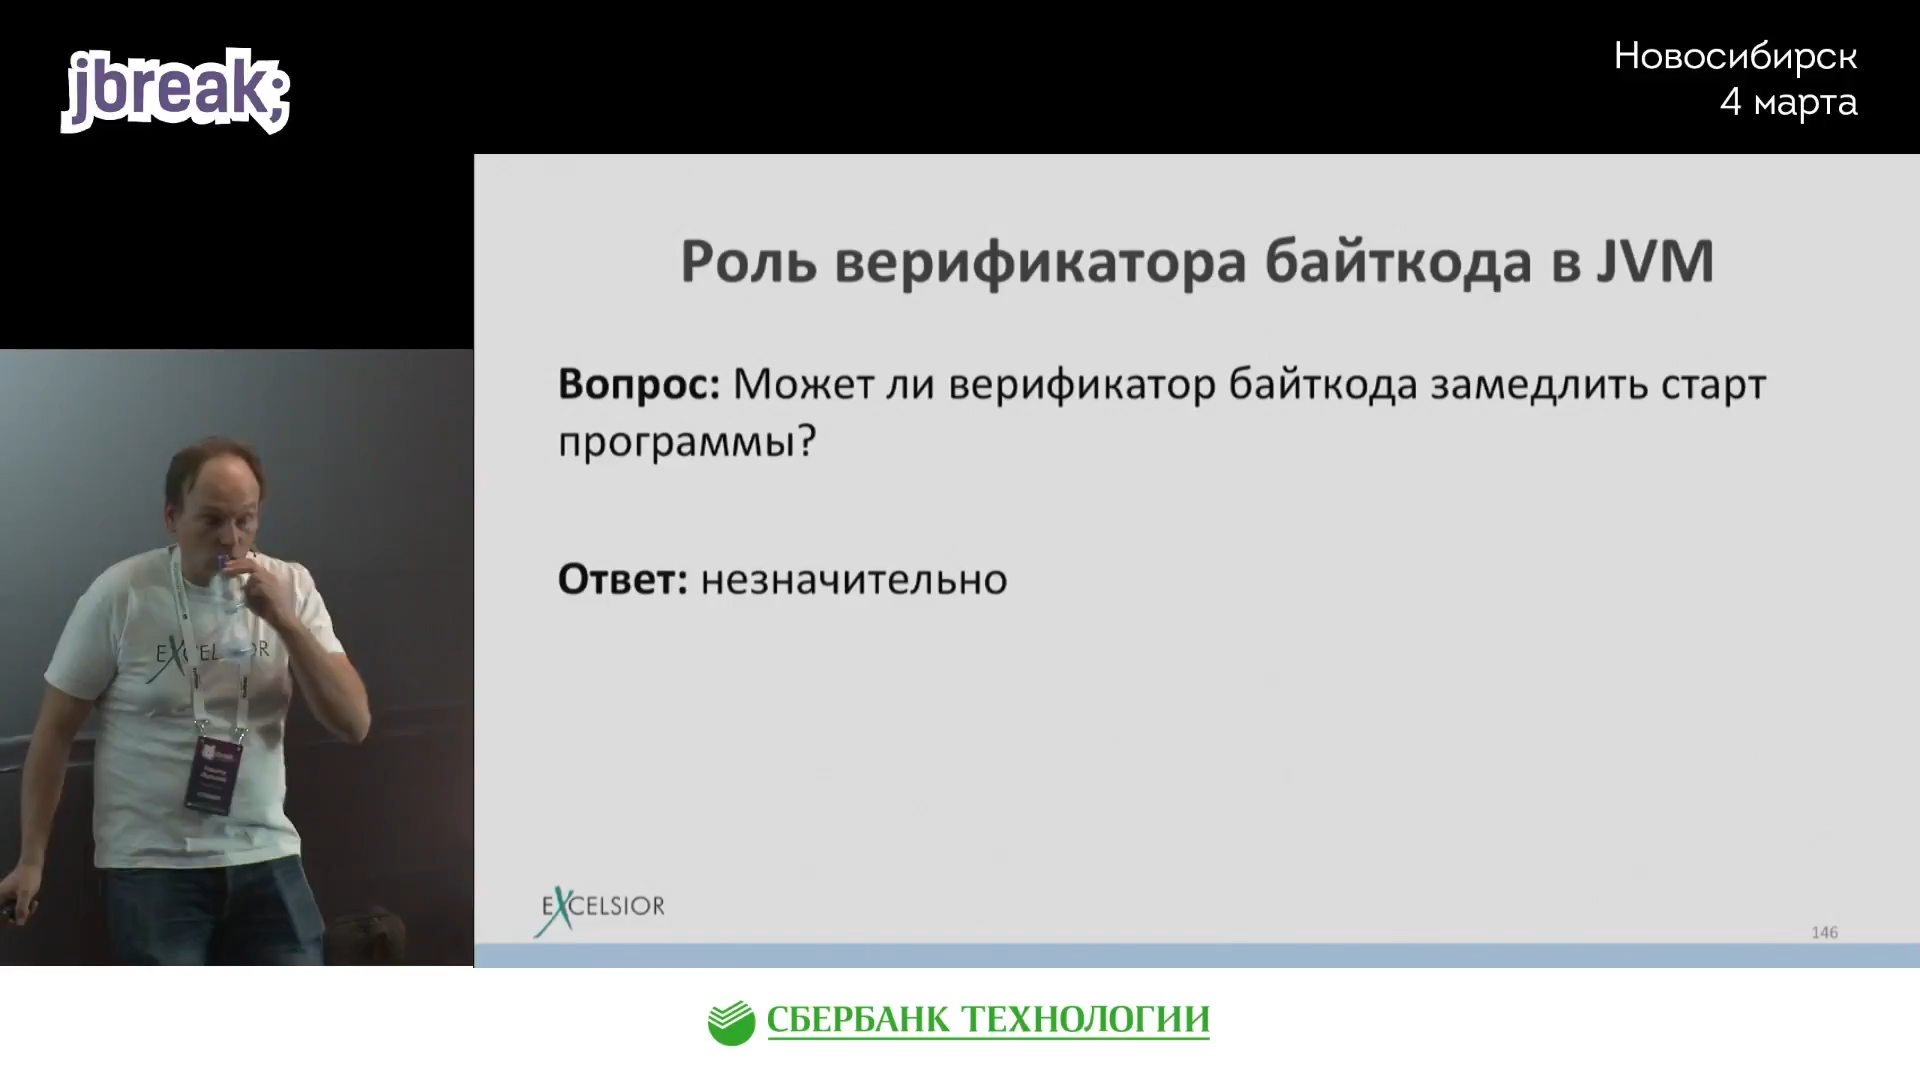 jbreak;
Новосибирск
4 марта
Роль верификатора байткода в JVM
Вопрос: Может ли верификатор байткода замедлить старт
программы?
Ответ: незначительно
EXCELSIOR
146
СБЕРБАНК ТЕХНОЛОГИИ